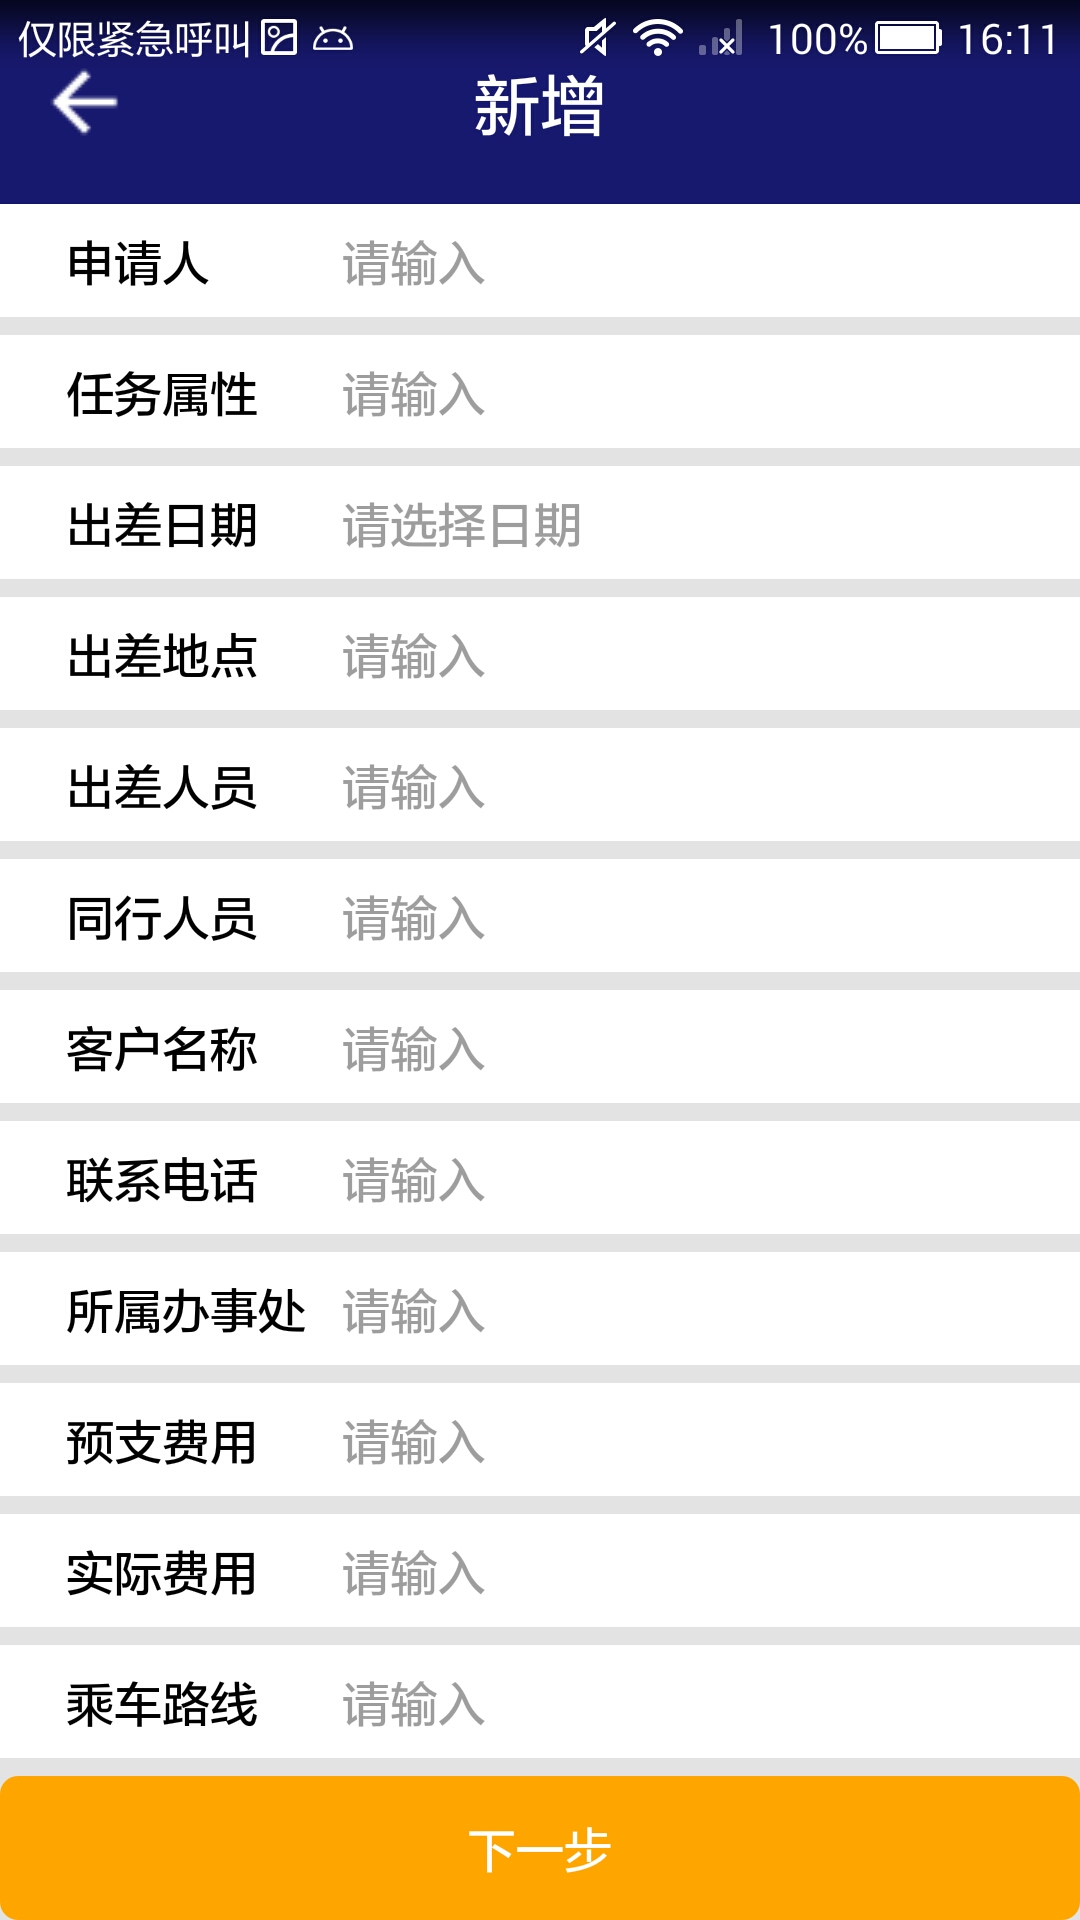 仅限紧急呼叫 100% 16:11
新增
申请人 请输入
任务属性 请输入
出差日期 请选择日期
出差地点 请输入
出差人员 请输入
同行人员 请输入
客户名称 请输入
联系电话 请输入
所属办事处 请输入
预支费用 请输入
实际费用 请输入
乘车路线 请输入
下一步